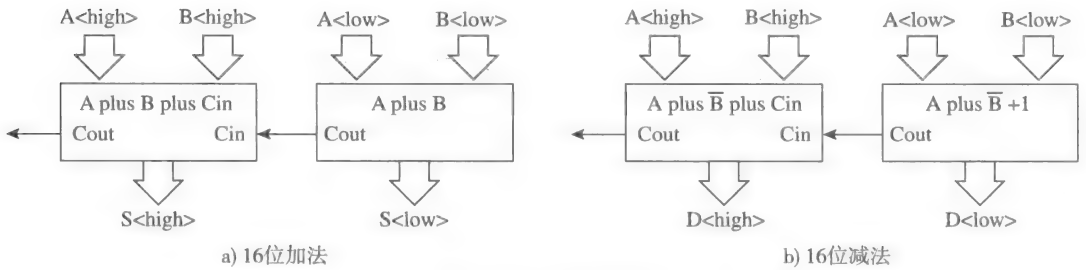 A<high>
B<high>
A<low>
B<low>
A plus B plus Cin
Cout
Cin
A plus B
Cout
S<high>
S<low>
a) 16位加法
A<high>
B<high>
A<low>
B<low>
A plus B̅ plus Cin
Cout
Cin
A plus B̅ +1
Cout
D<high>
D<low>
b) 16位减法